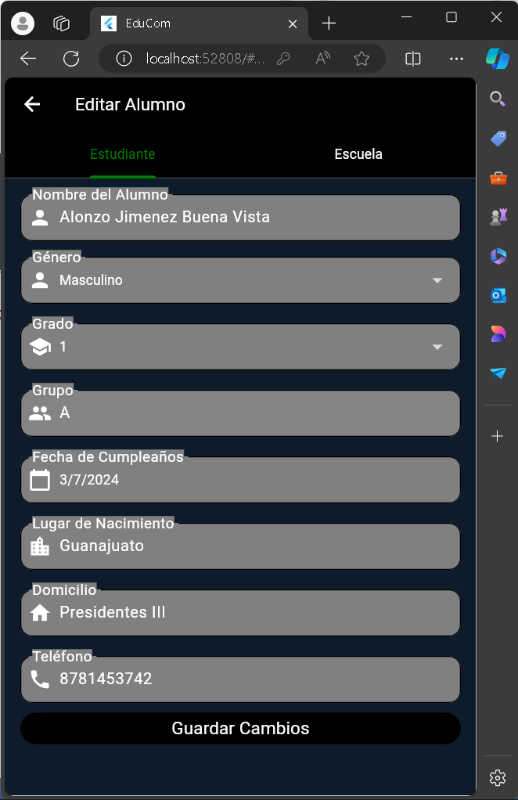 EduCom
localhost:52808/#...
Editar Alumno
Estudiante
Escuela
Nombre del Alumno
Alonzo Jimenez Buena Vista
Género
Masculino
Grado
1
Grupo
A
Fecha de Cumpleaños
3/7/2024
Lugar de Nacimiento
Guanajuato
Domicilio
Presidentes III
Teléfono
8781453742
Guardar Cambios